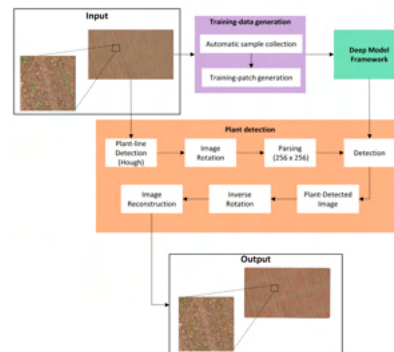 Input
Training-data generation
Automatic sample collection
Training-patch generation
Deep Model
Framework
Plant detection
Plant-line
Detection
(Hough)
Image
Rotation
Parsing
(256 x 256)
Detection
Image
Reconstruction
Inverse
Rotation
Plant-Detected
Image
Output